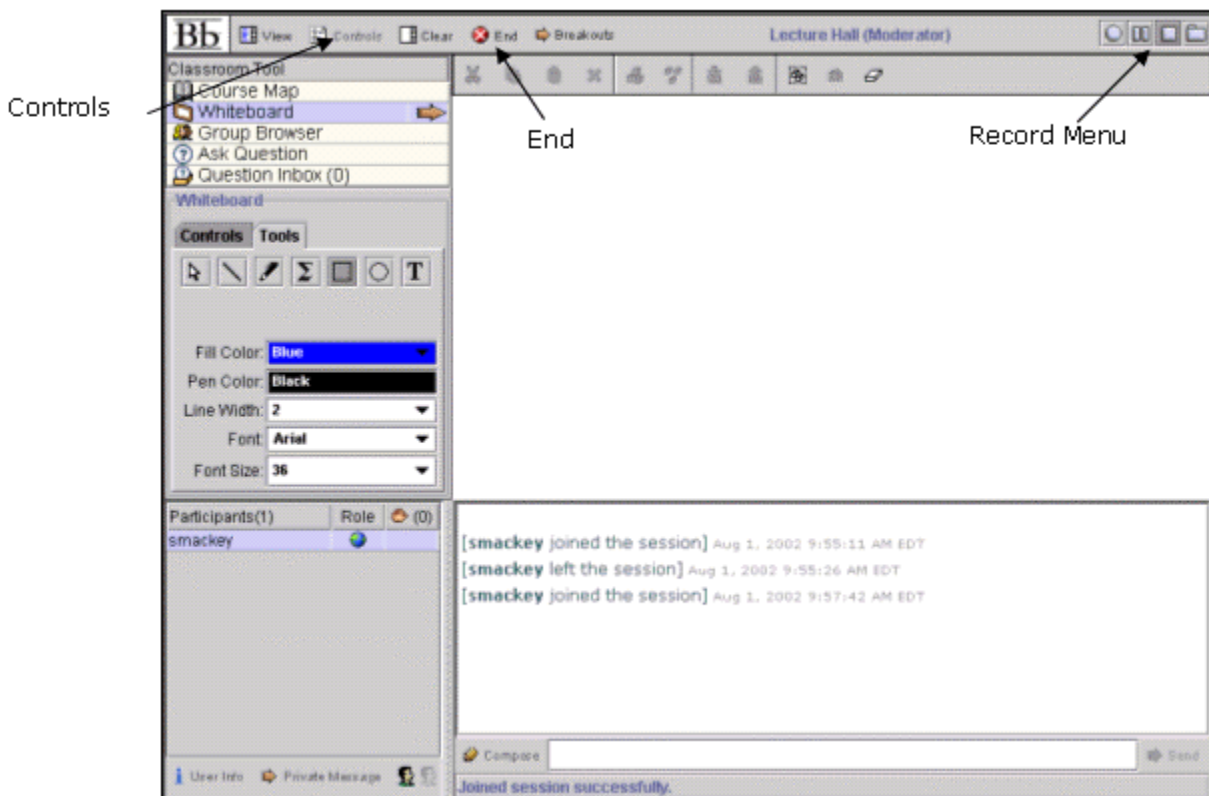 Bb View Controls Clear End Breakouts Lecture Hall (Moderator)
Classroom Tool
Course Map
Controls
Whiteboard
End
Record Menu
Group Browser
Ask Question
Question Inbox (0)
Whiteboard
Controls Tools
Σ T
Fill Color: Blue
Pen Color: Black
Line Width: 2
Font: Arial
Font Size: 36
Participants(1) Role (0)
smackey
[smackey joined the session] Aug 1, 2002 9:55:11 AM EDT
[smackey left the session] Aug 1, 2002 9:55:26 AM EDT
[smackey joined the session] Aug 1, 2002 9:57:42 AM EDT
Compose Send
User Info Private Message
Joined session successfully.